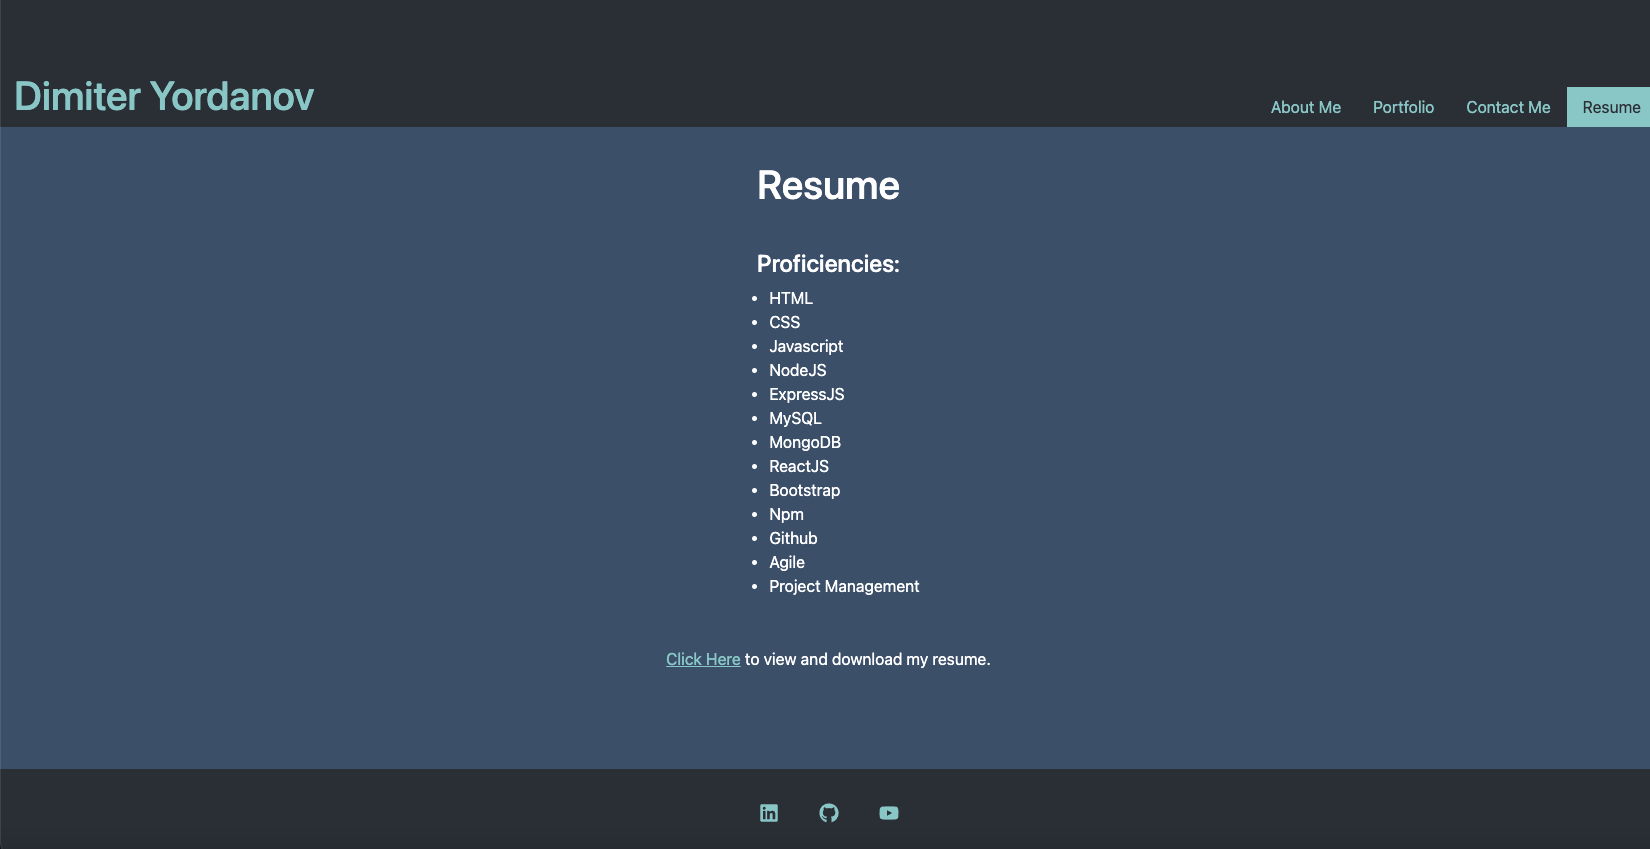 Dimiter Yordanov
About Me Portfolio Contact Me Resume
Resume
Proficiencies:
• HTML
• CSS
• Javascript
• NodeJS
• ExpressJS
• MySQL
• MongoDB
• ReactJS
• Bootstrap
• Npm
• Github
• Agile
• Project Management
Click Here to view and download my resume.
in